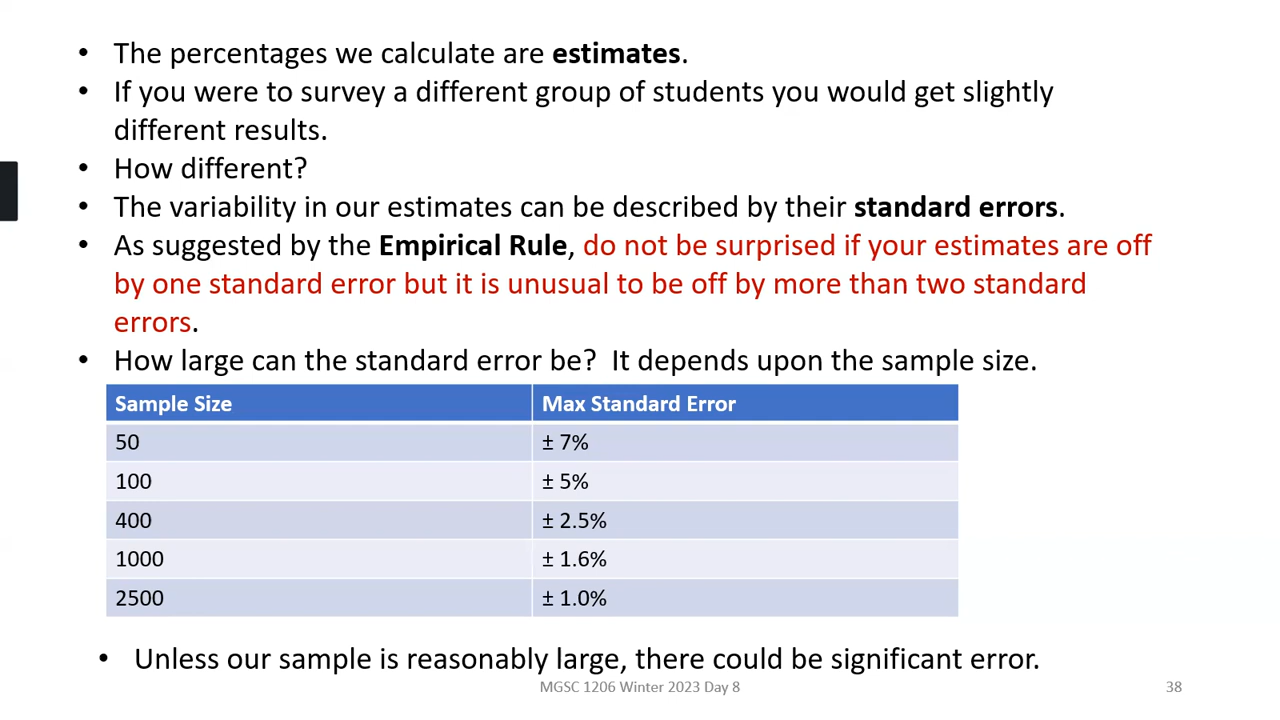 • The percentages we calculate are estimates.
• If you were to survey a different group of students you would get slightly
different results.
• How different?
• The variability in our estimates can be described by their standard errors.
• As suggested by the Empirical Rule, do not be surprised if your estimates are off
by one standard error but it is unusual to be off by more than two standard
errors.
• How large can the standard error be?  It depends upon the sample size.
Sample Size Max Standard Error
50 ± 7%
100 ± 5%
400 ± 2.5%
1000 ± 1.6%
2500 ± 1.0%
• Unless our sample is reasonably large, there could be significant error.
MGSC 1206 Winter 2023 Day 8 38